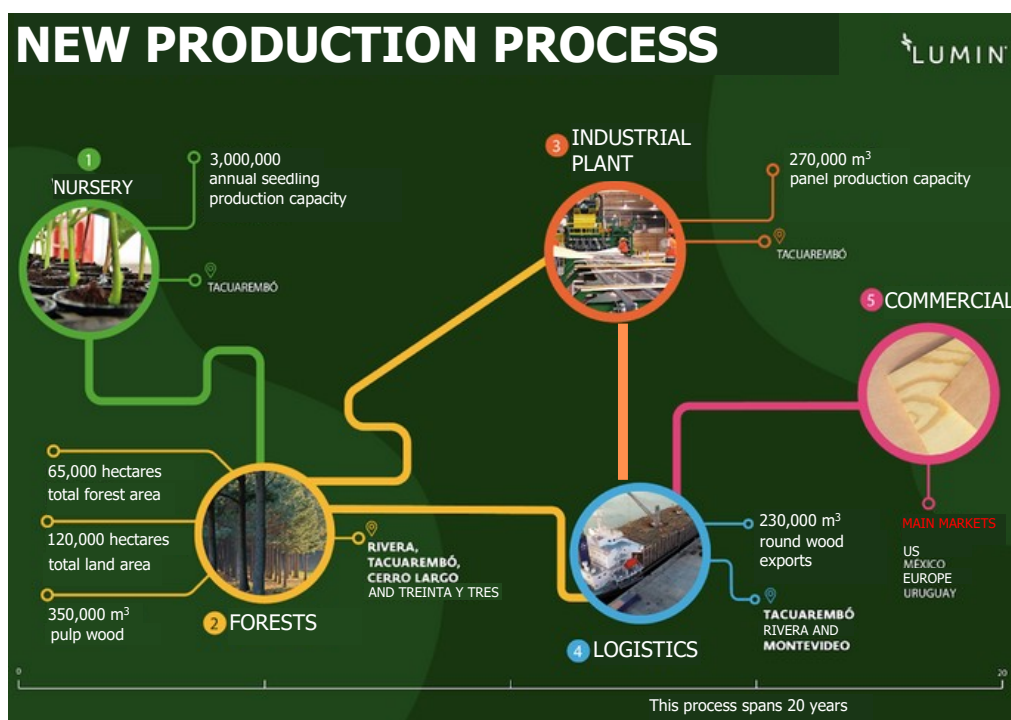 NEW PRODUCTION PROCESS
LUMIN
1
NURSERY
3,000,000
annual seedling
production capacity
TACUAREMBÓ
3
INDUSTRIAL
PLANT
270,000 m³
panel production capacity
TACUAREMBÓ
5 COMMERCIAL
MAIN MARKETS
US
MÉXICO
EUROPE
URUGUAY
65,000 hectares
total forest area
120,000 hectares
total land area
350,000 m³
pulp wood
RIVERA,
TACUAREMBÓ,
CERRO LARGO
AND TREINTA Y TRES
2 FORESTS
230,000 m³
round wood
exports
TACUAREMBÓ
RIVERA AND
MONTEVIDEO
4 LOGISTICS
0
20
This process spans 20 years